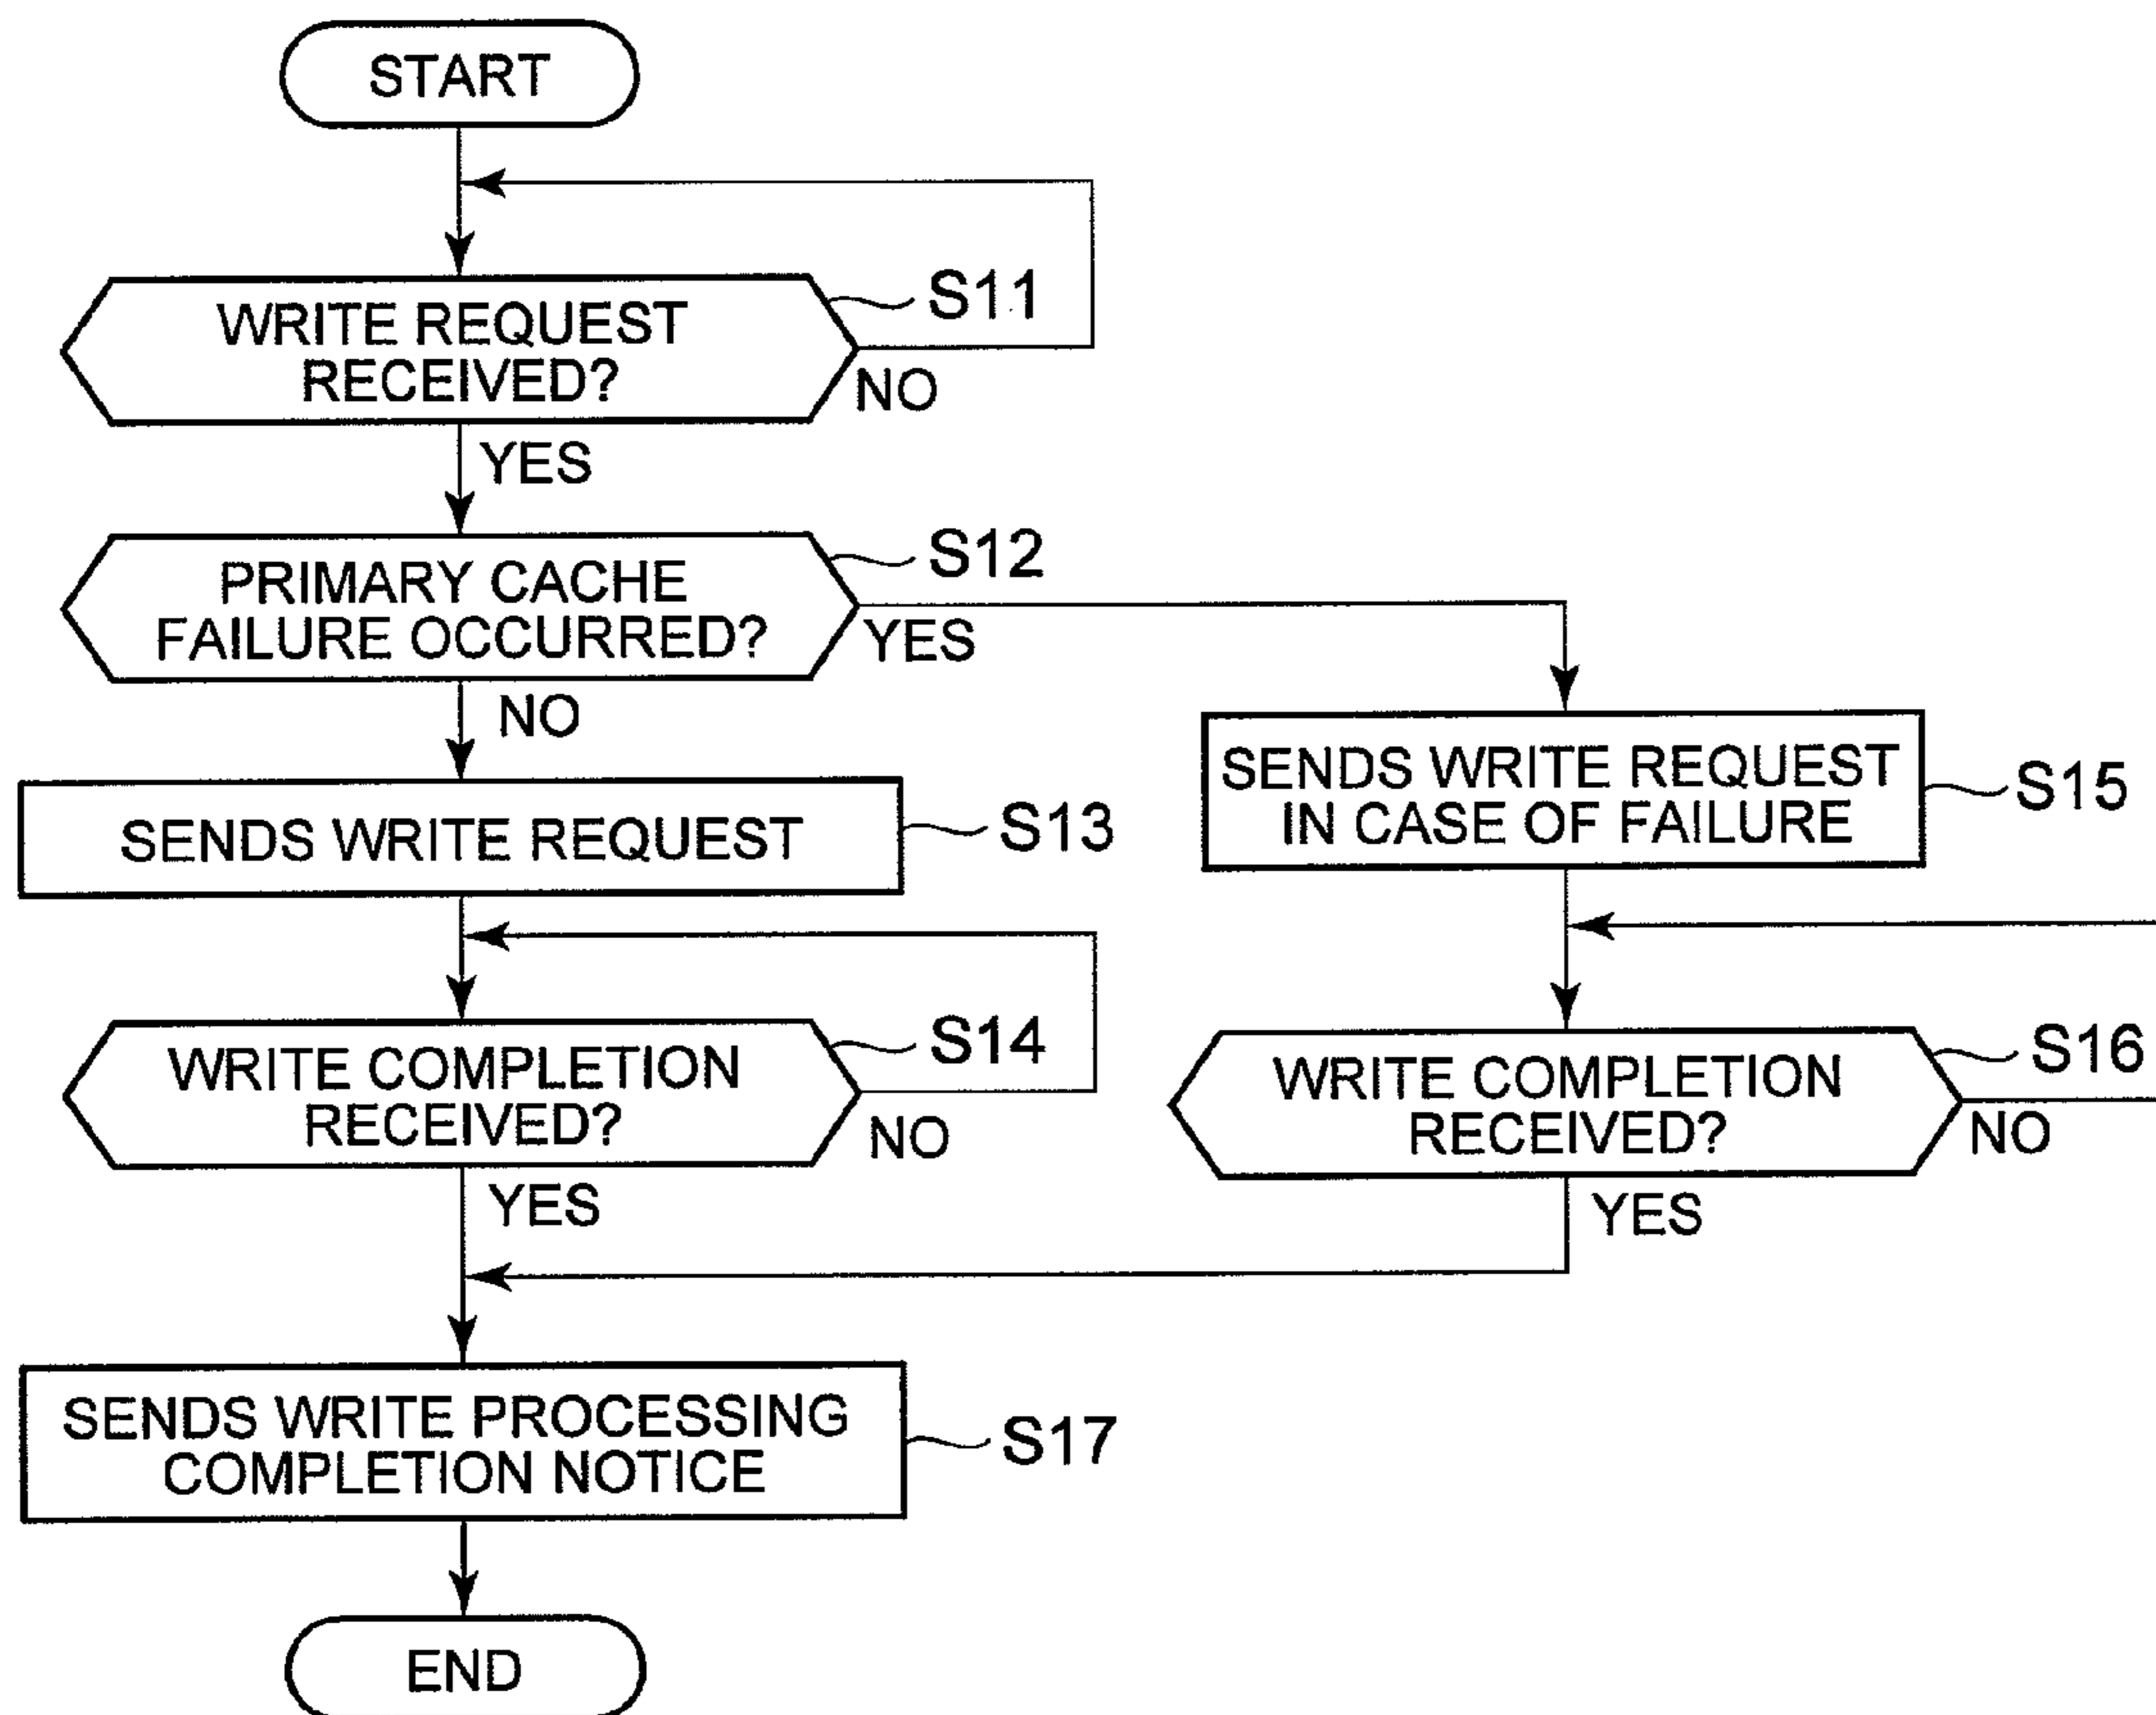 START
S11
WRITE REQUEST
RECEIVED?
NO
YES
S12
PRIMARY CACHE
FAILURE OCCURRED?
YES
NO
SENDS WRITE REQUEST
S13
SENDS WRITE REQUEST
IN CASE OF FAILURE
S15
S14
WRITE COMPLETION
RECEIVED?
NO
YES
S16
WRITE COMPLETION
RECEIVED?
NO
YES
SENDS WRITE PROCESSING
COMPLETION NOTICE
S17
END